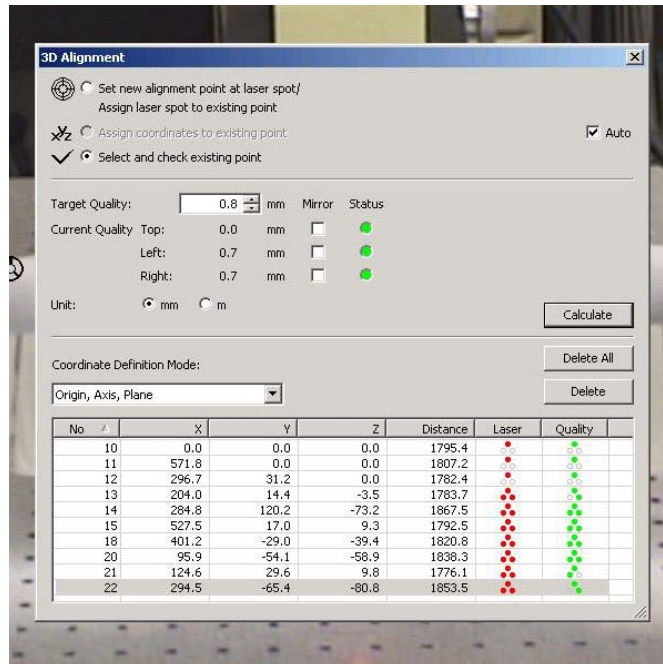 3D Alignment
Set new alignment point at laser spot/
Assign laser spot to existing point
Assign coordinates to existing point
Auto
Select and check existing point
Target Quality: 0.8 mm Mirror Status
Current Quality Top: 0.0 mm
Left: 0.7 mm
Right: 0.7 mm
Unit: mm m
Calculate
Delete All
Coordinate Definition Mode:
Origin, Axis, Plane
Delete
No X Y Z Distance Laser Quality
10 0.0 0.0 0.0 1795.4
11 571.8 0.0 0.0 1807.2
12 296.7 31.2 0.0 1782.4
13 204.0 14.4 -3.5 1783.7
14 284.8 120.2 -73.2 1867.5
15 527.5 17.0 9.3 1792.5
18 401.2 -29.0 -39.4 1820.8
20 95.9 -54.1 -58.9 1838.3
21 124.6 29.6 9.8 1776.1
22 294.5 -65.4 -80.8 1853.5